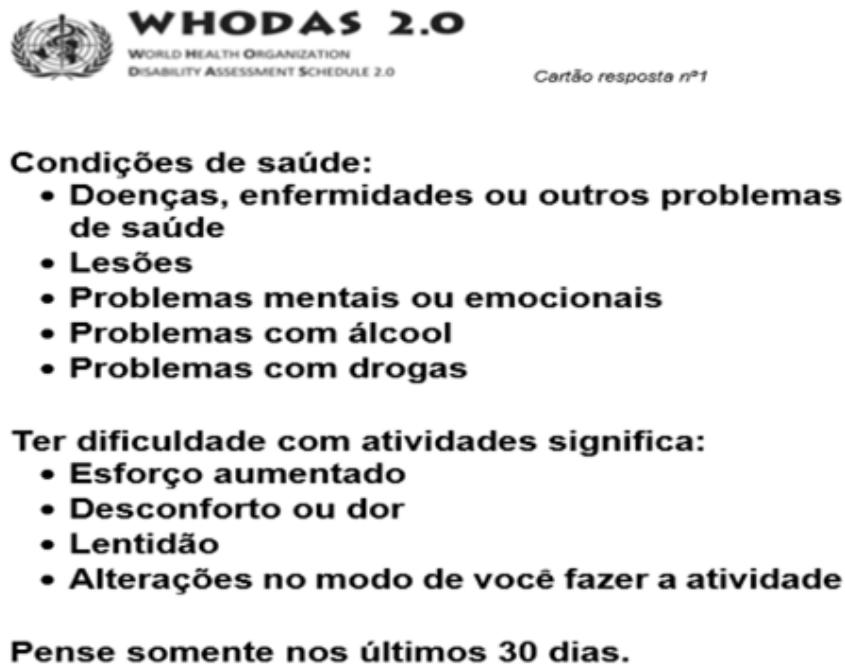 WHODAS 2.0
WORLD HEALTH ORGANIZATION
DISABILITY ASSESSMENT SCHEDULE 2.0
Cartão resposta nº1
Condições de saúde:
• Doenças, enfermidades ou outros problemas
de saúde
• Lesões
• Problemas mentais ou emocionais
• Problemas com álcool
• Problemas com drogas
Ter dificuldade com atividades significa:
• Esforço aumentado
• Desconforto ou dor
• Lentidão
• Alterações no modo de você fazer a atividade
Pense somente nos últimos 30 dias.